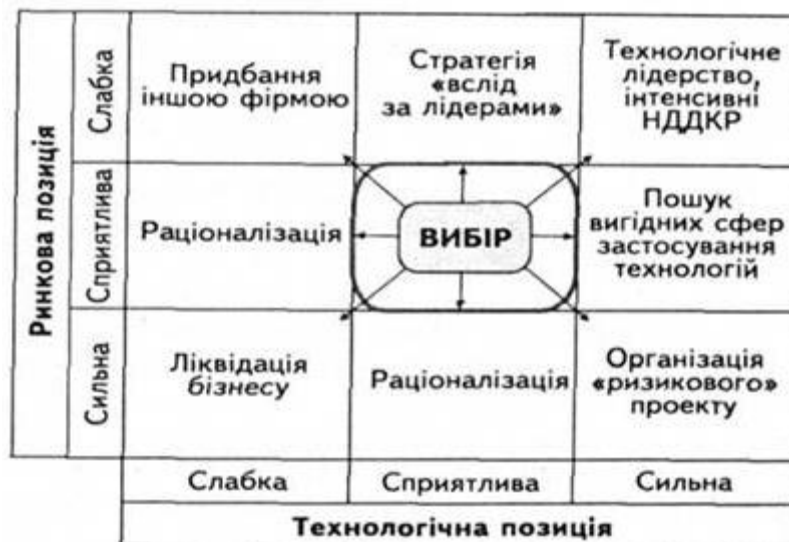 Ринкова позиція
Слабка
Придбання
іншою фірмою
Стратегія
«вслід
за лідерами»
Технологічне
лідерство,
інтенсивні
НДДКР
Сприятлива
Раціоналізація
ВИБІР
Пошук
вигідних сфер
застосування
технологій
Сильна
Ліквідація
бізнесу
Раціоналізація
Організація
«ризикового»
проекту
Слабка
Сприятлива
Сильна
Технологічна позиція